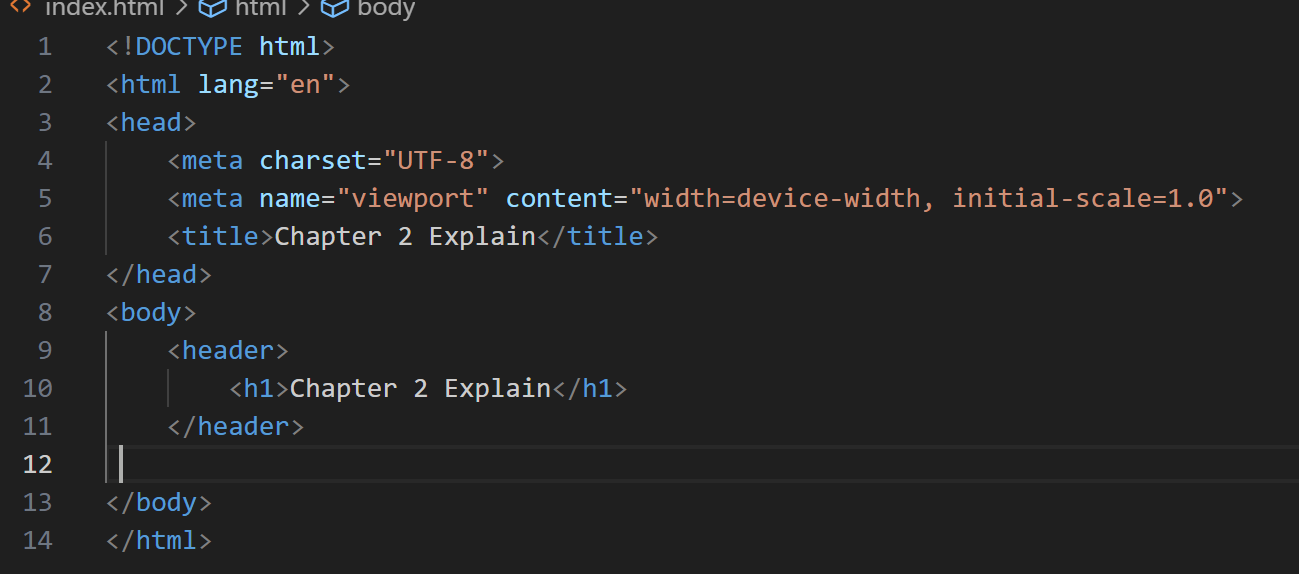 index.html > html > body
1 <!DOCTYPE html>
2 <html lang="en">
3 <head>
4     <meta charset="UTF-8">
5     <meta name="viewport" content="width=device-width, initial-scale=1.0">
6     <title>Chapter 2 Explain</title>
7 </head>
8 <body>
9     <header>
10         <h1>Chapter 2 Explain</h1>
11     </header>
12
13 </body>
14 </html>